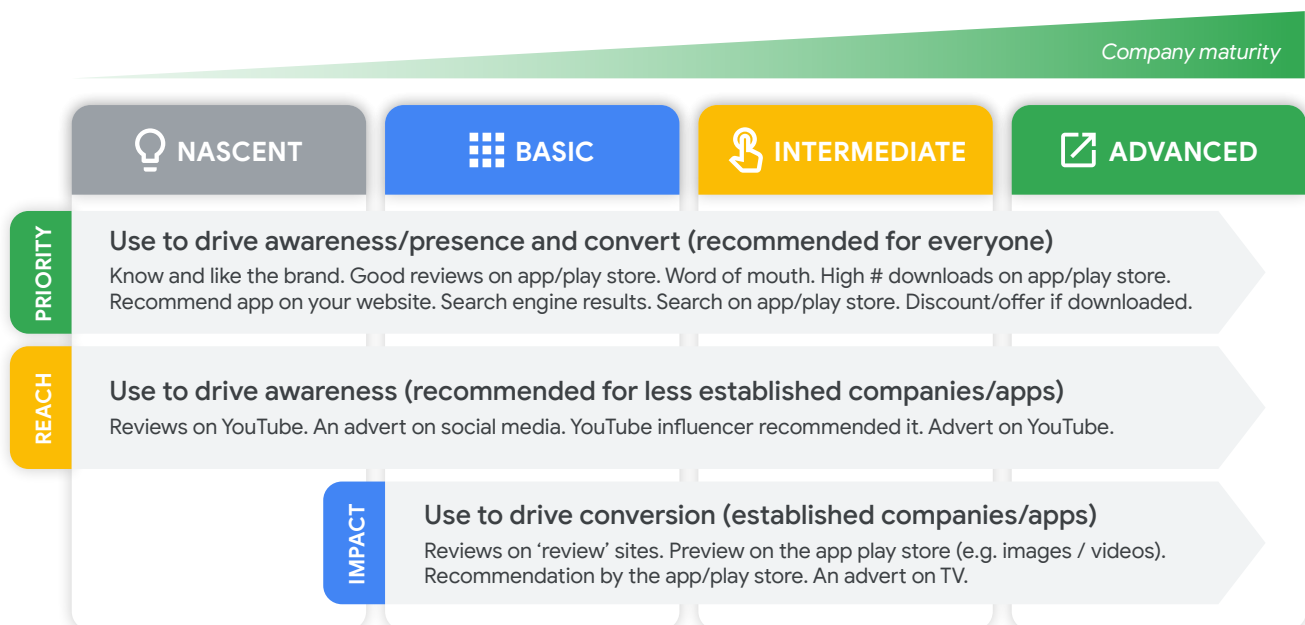 Company maturity
NASCENT
BASIC
INTERMEDIATE
ADVANCED
PRIORITY
Use to drive awareness/presence and convert (recommended for everyone)
Know and like the brand. Good reviews on app/play store. Word of mouth. High # downloads on app/play store.
Recommend app on your website. Search engine results. Search on app/play store. Discount/offer if downloaded.
REACH
Use to drive awareness (recommended for less established companies/apps)
Reviews on YouTube. An advert on social media. YouTube influencer recommended it. Advert on YouTube.
IMPACT
Use to drive conversion (established companies/apps)
Reviews on ‘review’ sites. Preview on the app play store (e.g. images / videos).
Recommendation by the app/play store. An advert on TV.